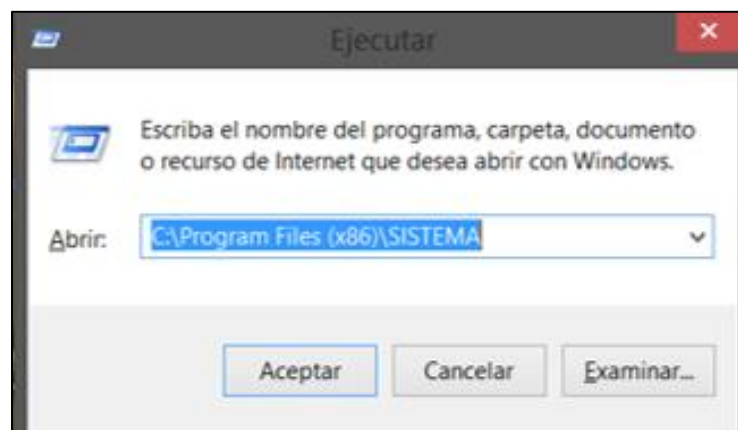 Ejecutar
Escriba el nombre del programa, carpeta, documento
o recurso de Internet que desea abrir con Windows.
Abrir: C:\Program Files (x86)\SISTEMA
Aceptar Cancelar Examinar...